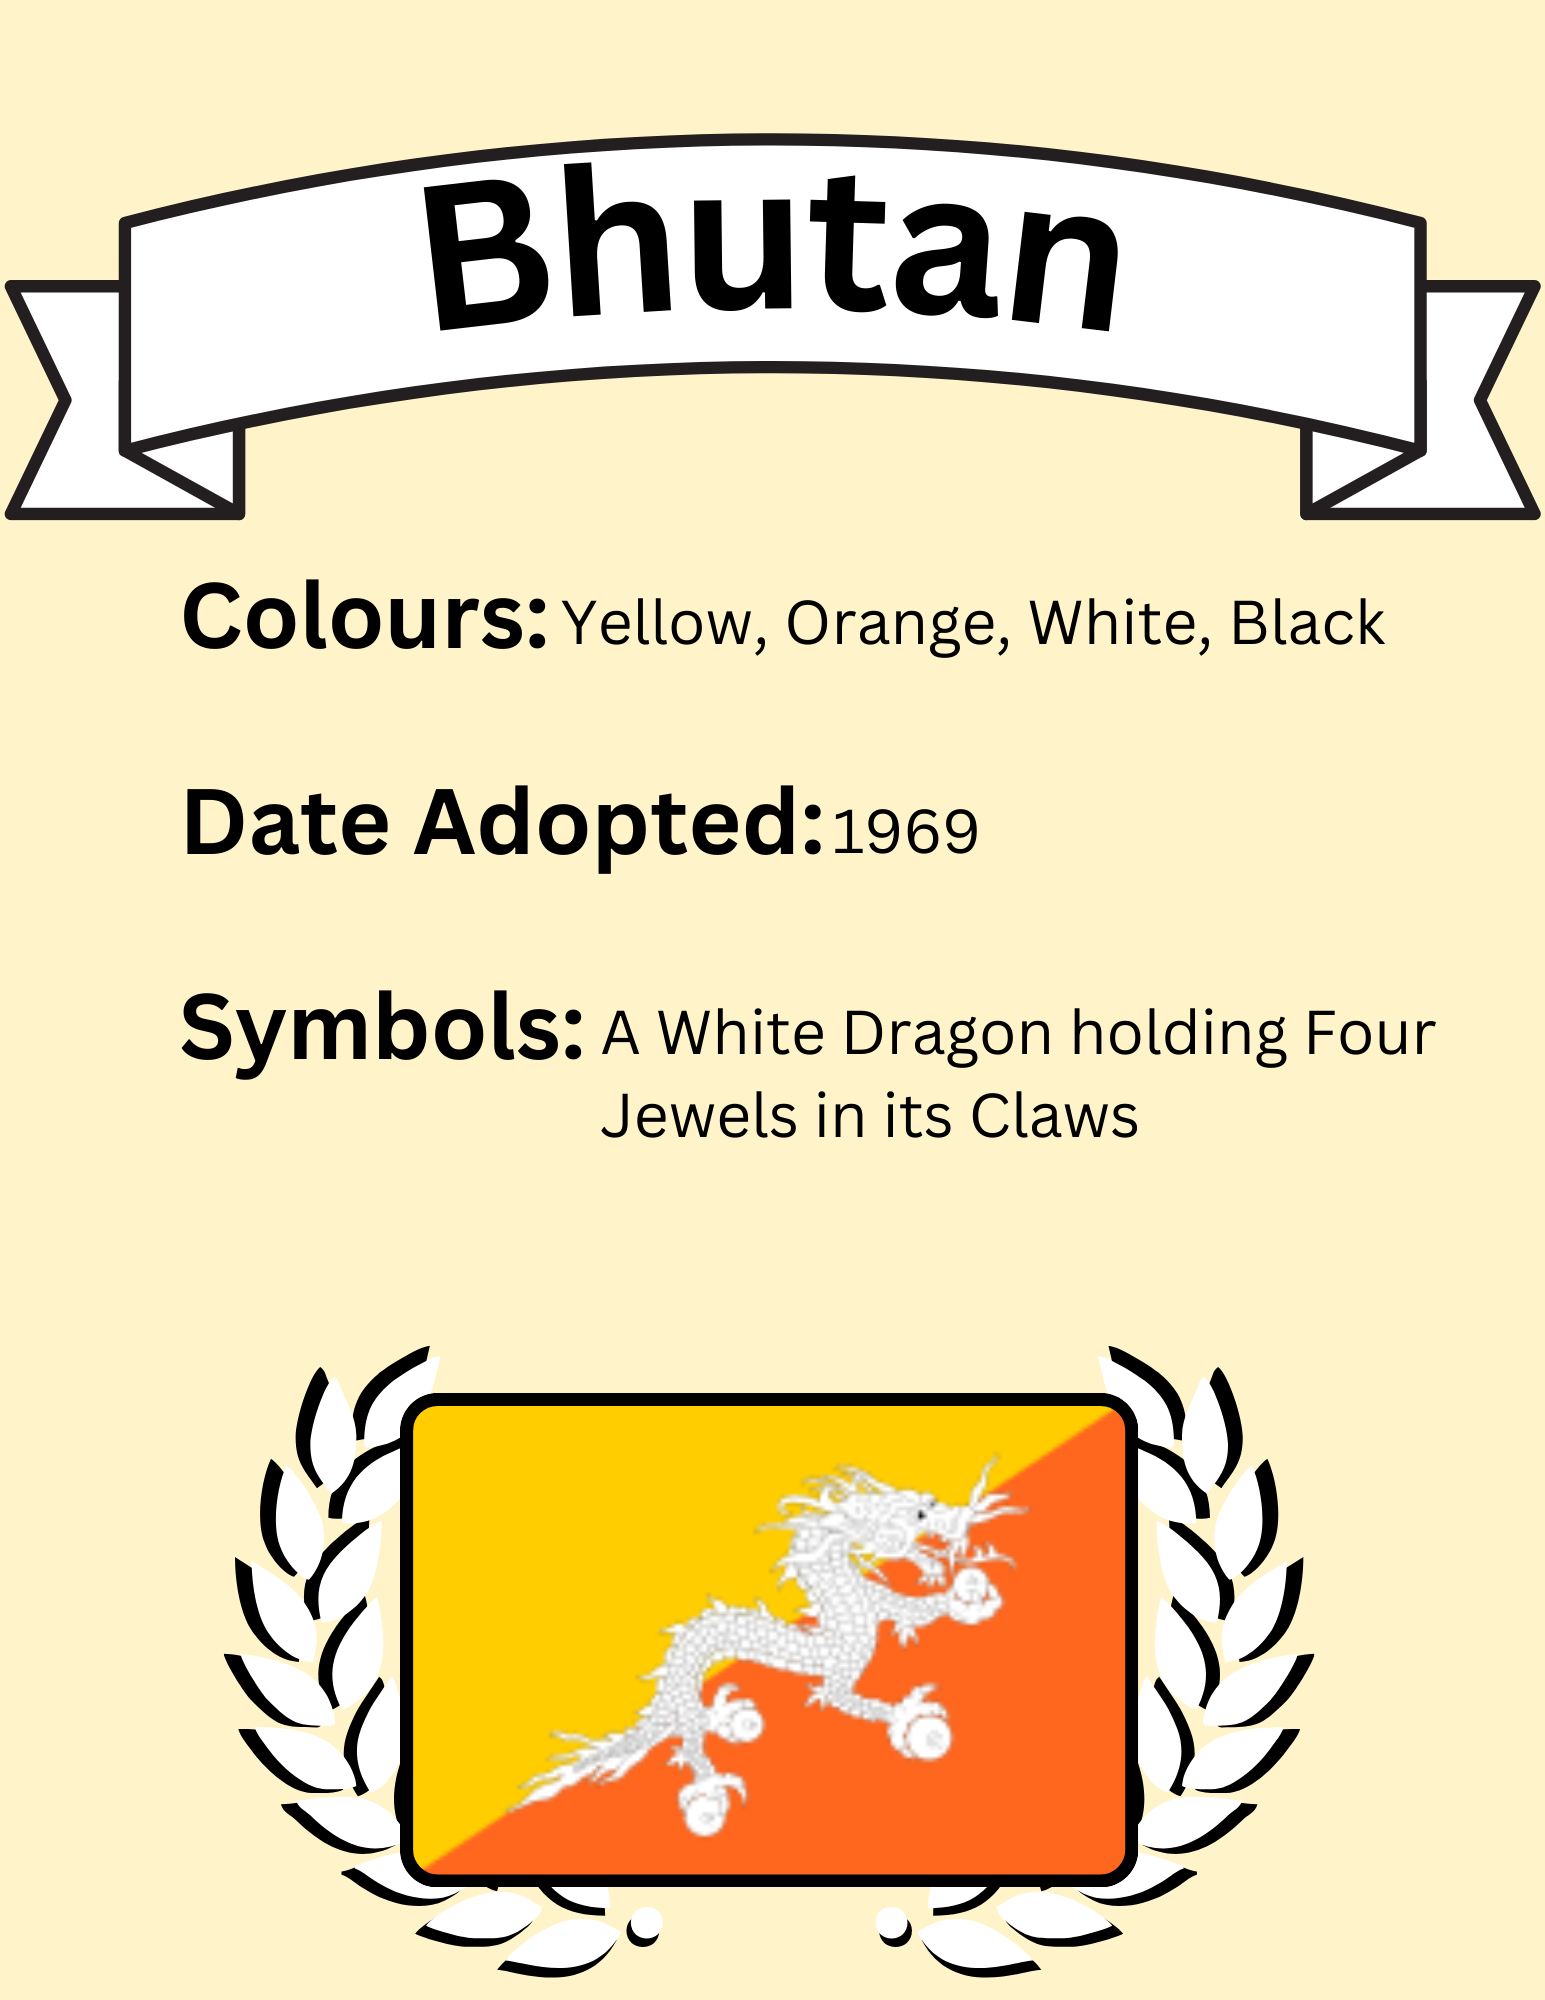 Bhutan
Colours: Yellow, Orange, White, Black
Date Adopted: 1969
Symbols: A White Dragon holding Four
Jewels in its Claws